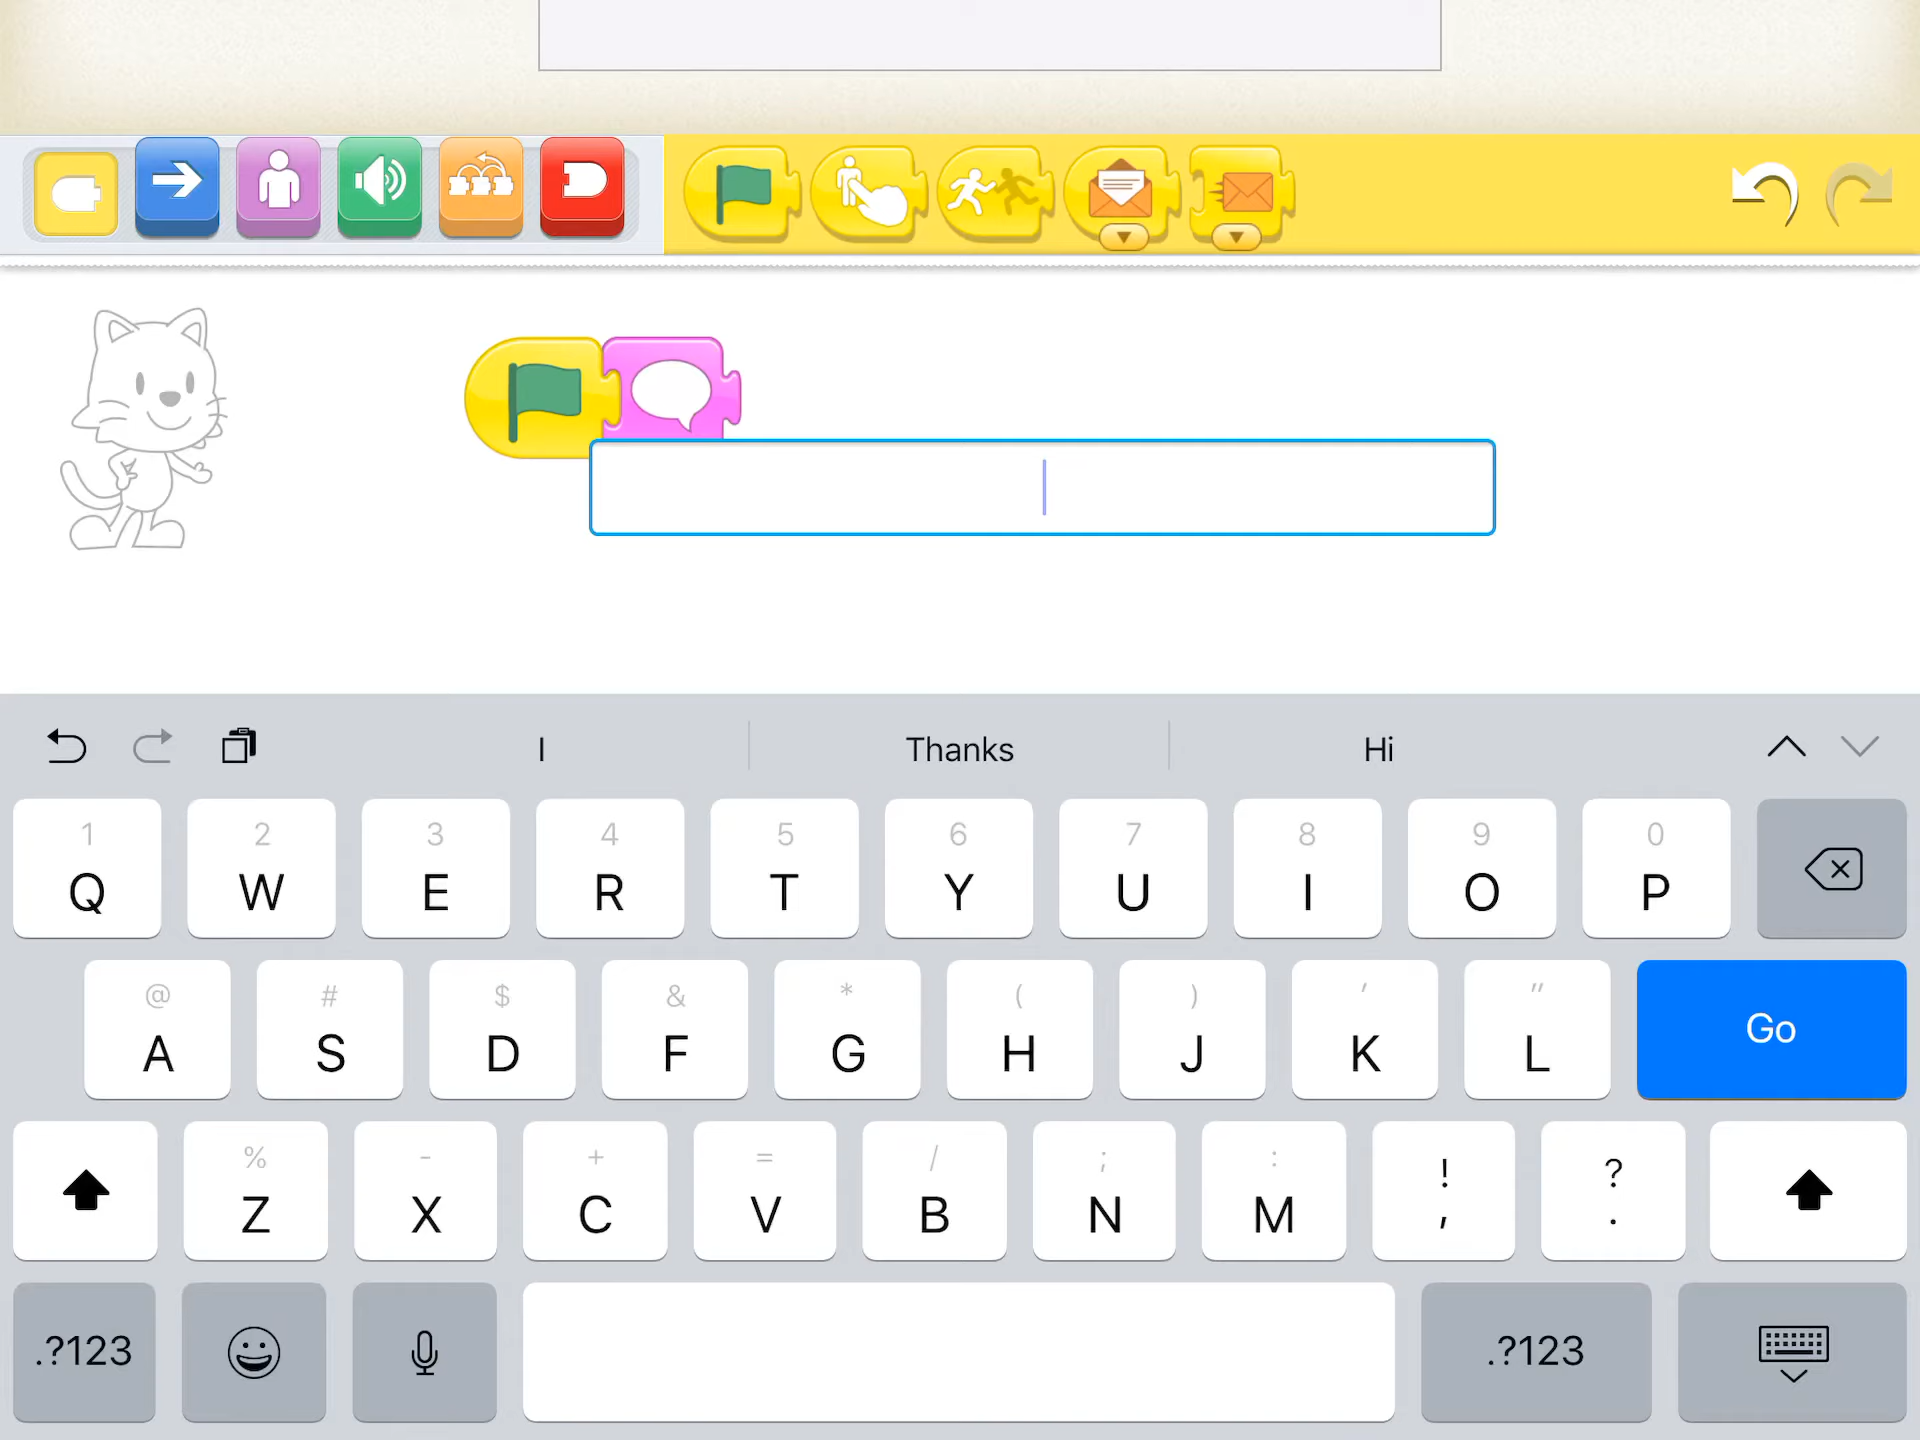 I Thanks Hi
1 2 3 4 5 6 7 8 9 0
Q W E R T Y U I O P
@ # $ & * ( ) ' "
A S D F G H J K L Go
% - + = / ; : ! ?
Z X C V B N M , .
.?123 .?123